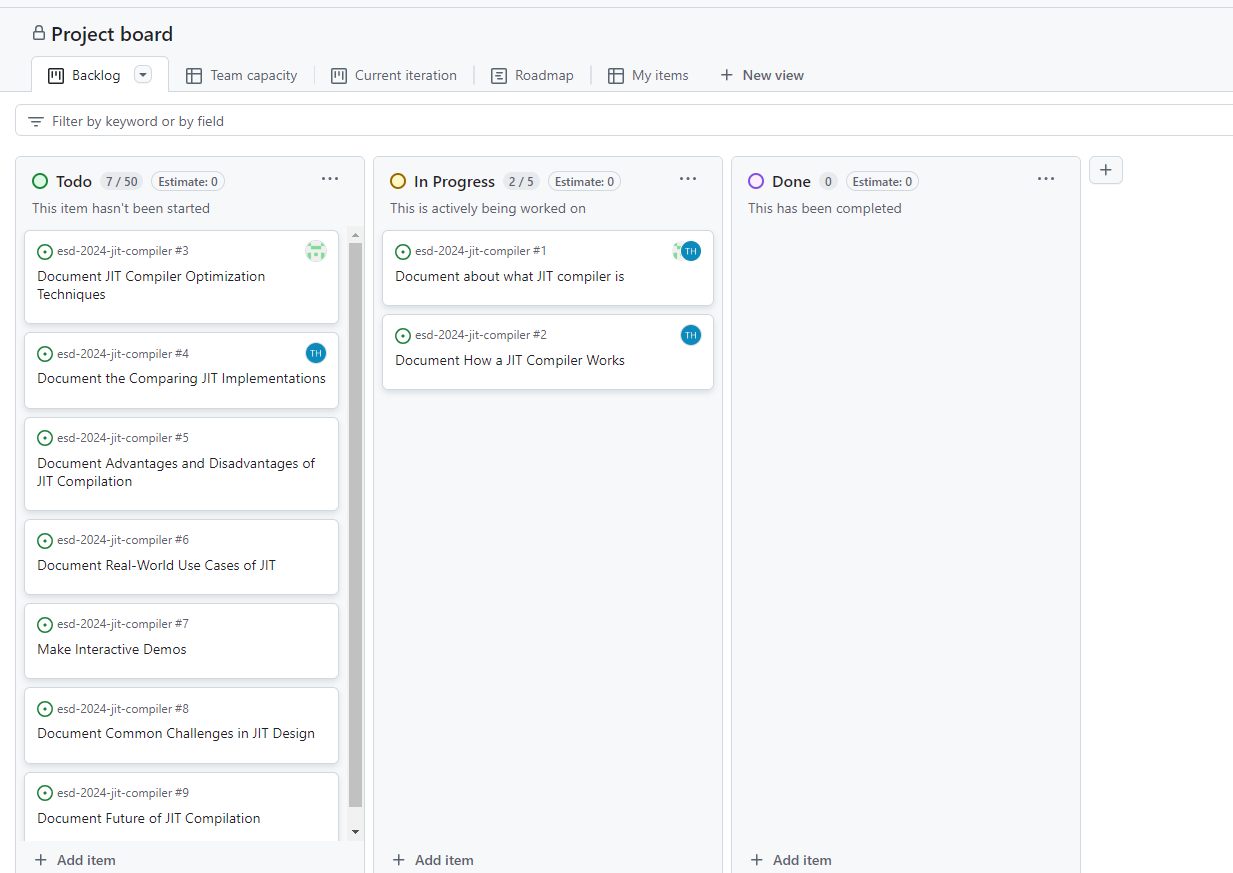 Project board
Backlog
Team capacity
Current iteration
Roadmap
My items
New view
Filter by keyword or by field
Todo 7 / 50 Estimate: 0
This item hasn't been started
esd-2024-jit-compiler #3
Document JIT Compiler Optimization
Techniques
esd-2024-jit-compiler #4 TH
Document the Comparing JIT Implementations
esd-2024-jit-compiler #5
Document Advantages and Disadvantages of
JIT Compilation
esd-2024-jit-compiler #6
Document Real-World Use Cases of JIT
esd-2024-jit-compiler #7
Make Interactive Demos
esd-2024-jit-compiler #8
Document Common Challenges in JIT Design
esd-2024-jit-compiler #9
Document Future of JIT Compilation
Add item
In Progress 2 / 5 Estimate: 0
This is actively being worked on
esd-2024-jit-compiler #1 TH
Document about what JIT compiler is
esd-2024-jit-compiler #2 TH
Document How a JIT Compiler Works
Add item
Done 0 Estimate: 0
This has been completed
Add item